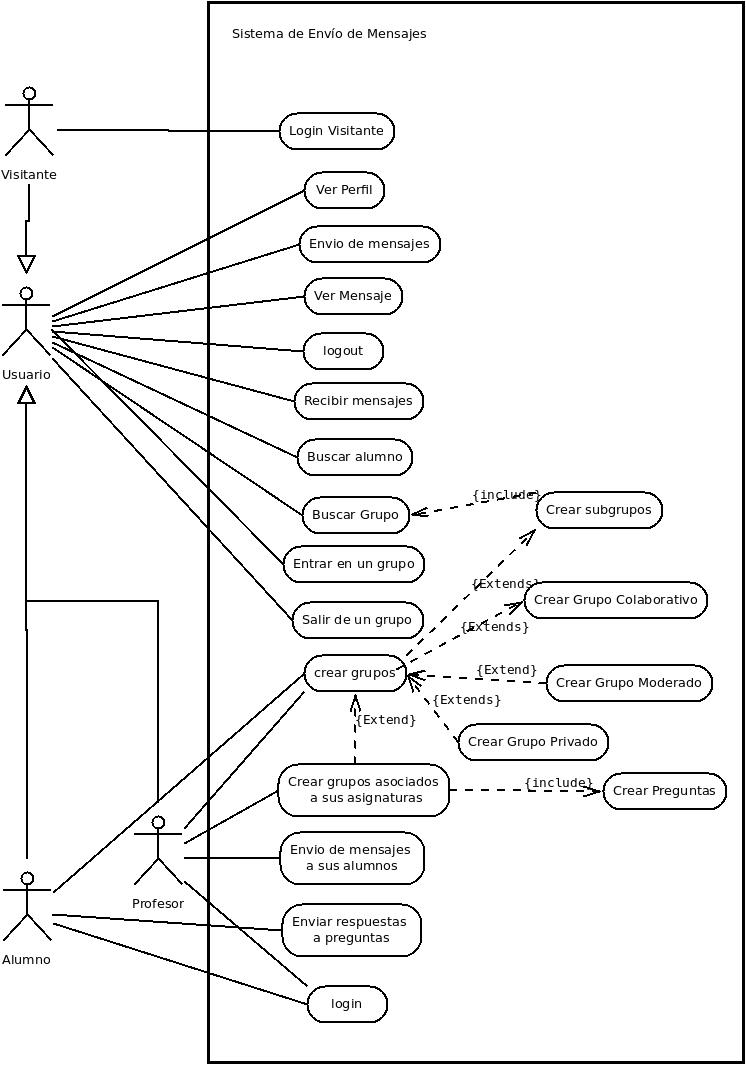 Sistema de Envío de Mensajes
Visitante
Login Visitante
Ver Perfil
Envio de mensajes
Ver Mensaje
Usuario
logout
Recibir mensajes
Buscar alumno
{include}
Buscar Grupo
Crear subgrupos
Entrar en un grupo
{Extends}
Crear Grupo Colaborativo
Salir de un grupo
{Extends}
crear grupos
{Extend}
Crear Grupo Moderado
{Extends}
{Extend}
Crear Grupo Privado
Crear grupos asociados
a sus asignaturas
{include}
Crear Preguntas
Envio de mensajes
a sus alumnos
Profesor
Enviar respuestas
a preguntas
Alumno
login